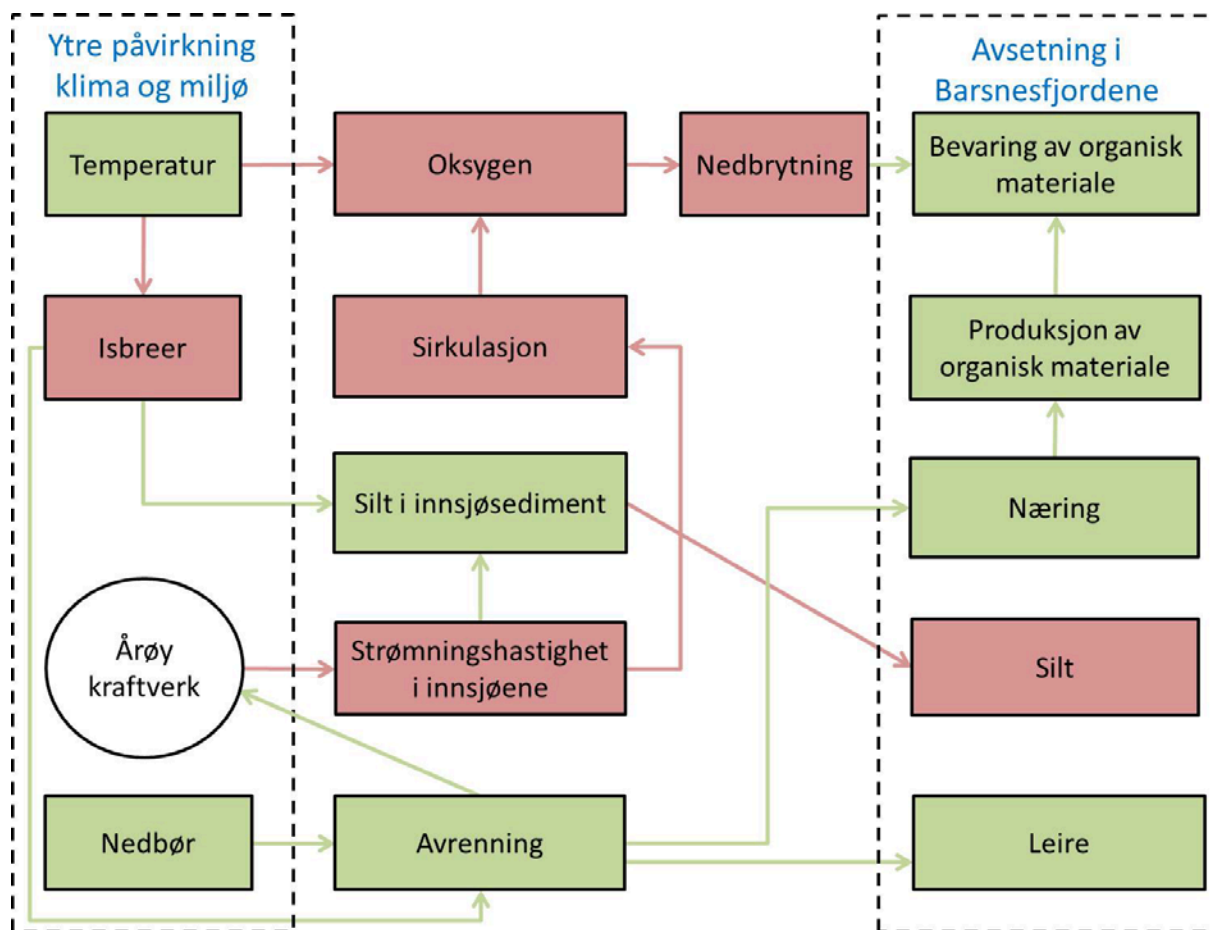 Ytre påvirkning
klima og miljø
Avsetning i
Barsnesfjordene
Temperatur
Oksygen
Nedbrytning
Bevaring av organisk
materiale
Isbreer
Sirkulasjon
Produksjon av
organisk materiale
Silt i innsjøsediment
Næring
Årøy
kraftverk
Strømningshastighet
i innsjøene
Silt
Nedbør
Avrenning
Leire